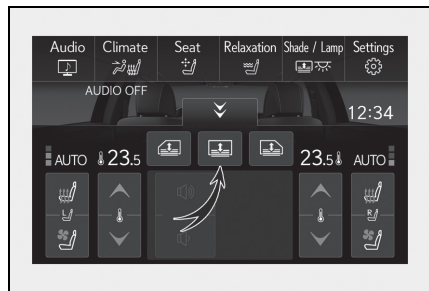 Audio Climate Seat Relaxation Shade / Lamp Settings
AUDIO OFF
12:34
AUTO 23.5 23.5 AUTO
L R